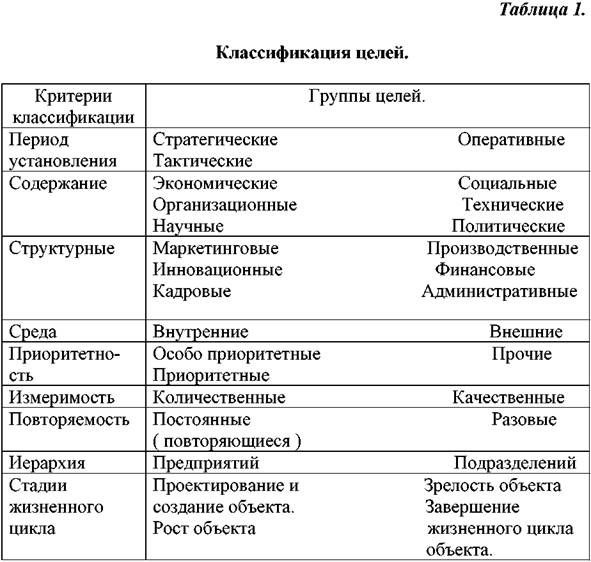 Таблица 1.
Классификация целей.
Критерии классификации Группы целей.
Период Стратегические Оперативные
установления Тактические
Содержание Экономические Социальные
Организационные Технические
Научные Политические
Структурные Маркетинговые Производственные
Инновационные Финансовые
Кадровые Административные
Среда Внутренние Внешние
Приоритетно- Особо приоритетные Прочие
сть Приоритетные
Измеримость Количественные Качественные
Повторяемость Постоянные Разовые
( повторяющиеся )
Иерархия Предприятий Подразделений
Стадии Проектирование и Зрелость объекта
жизненного создание объекта. Завершение
цикла Рост объекта жизненного цикла
объекта.